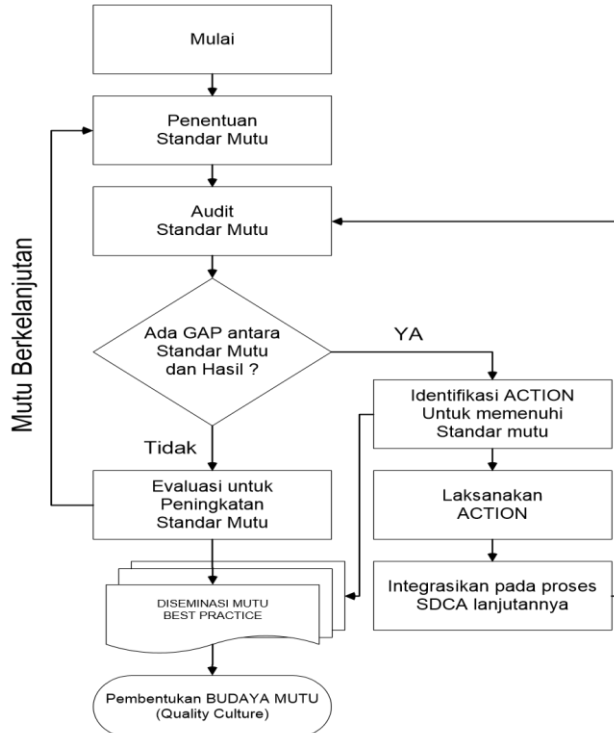 Mulai
Penentuan
Standar Mutu
Audit
Standar Mutu
Ada GAP antara
Standar Mutu
dan Hasil ?
YA
Tidak
Identifikasi ACTION
Untuk memenuhi
Standar mutu
Laksanakan
ACTION
Integrasikan pada proses
SDCA lanjutannya
Evaluasi untuk
Peningkatan
Standar Mutu
Mutu Berkelanjutan
DISEMINASI MUTU
BEST PRACTICE
Pembentukan BUDAYA MUTU
(Quality Culture)